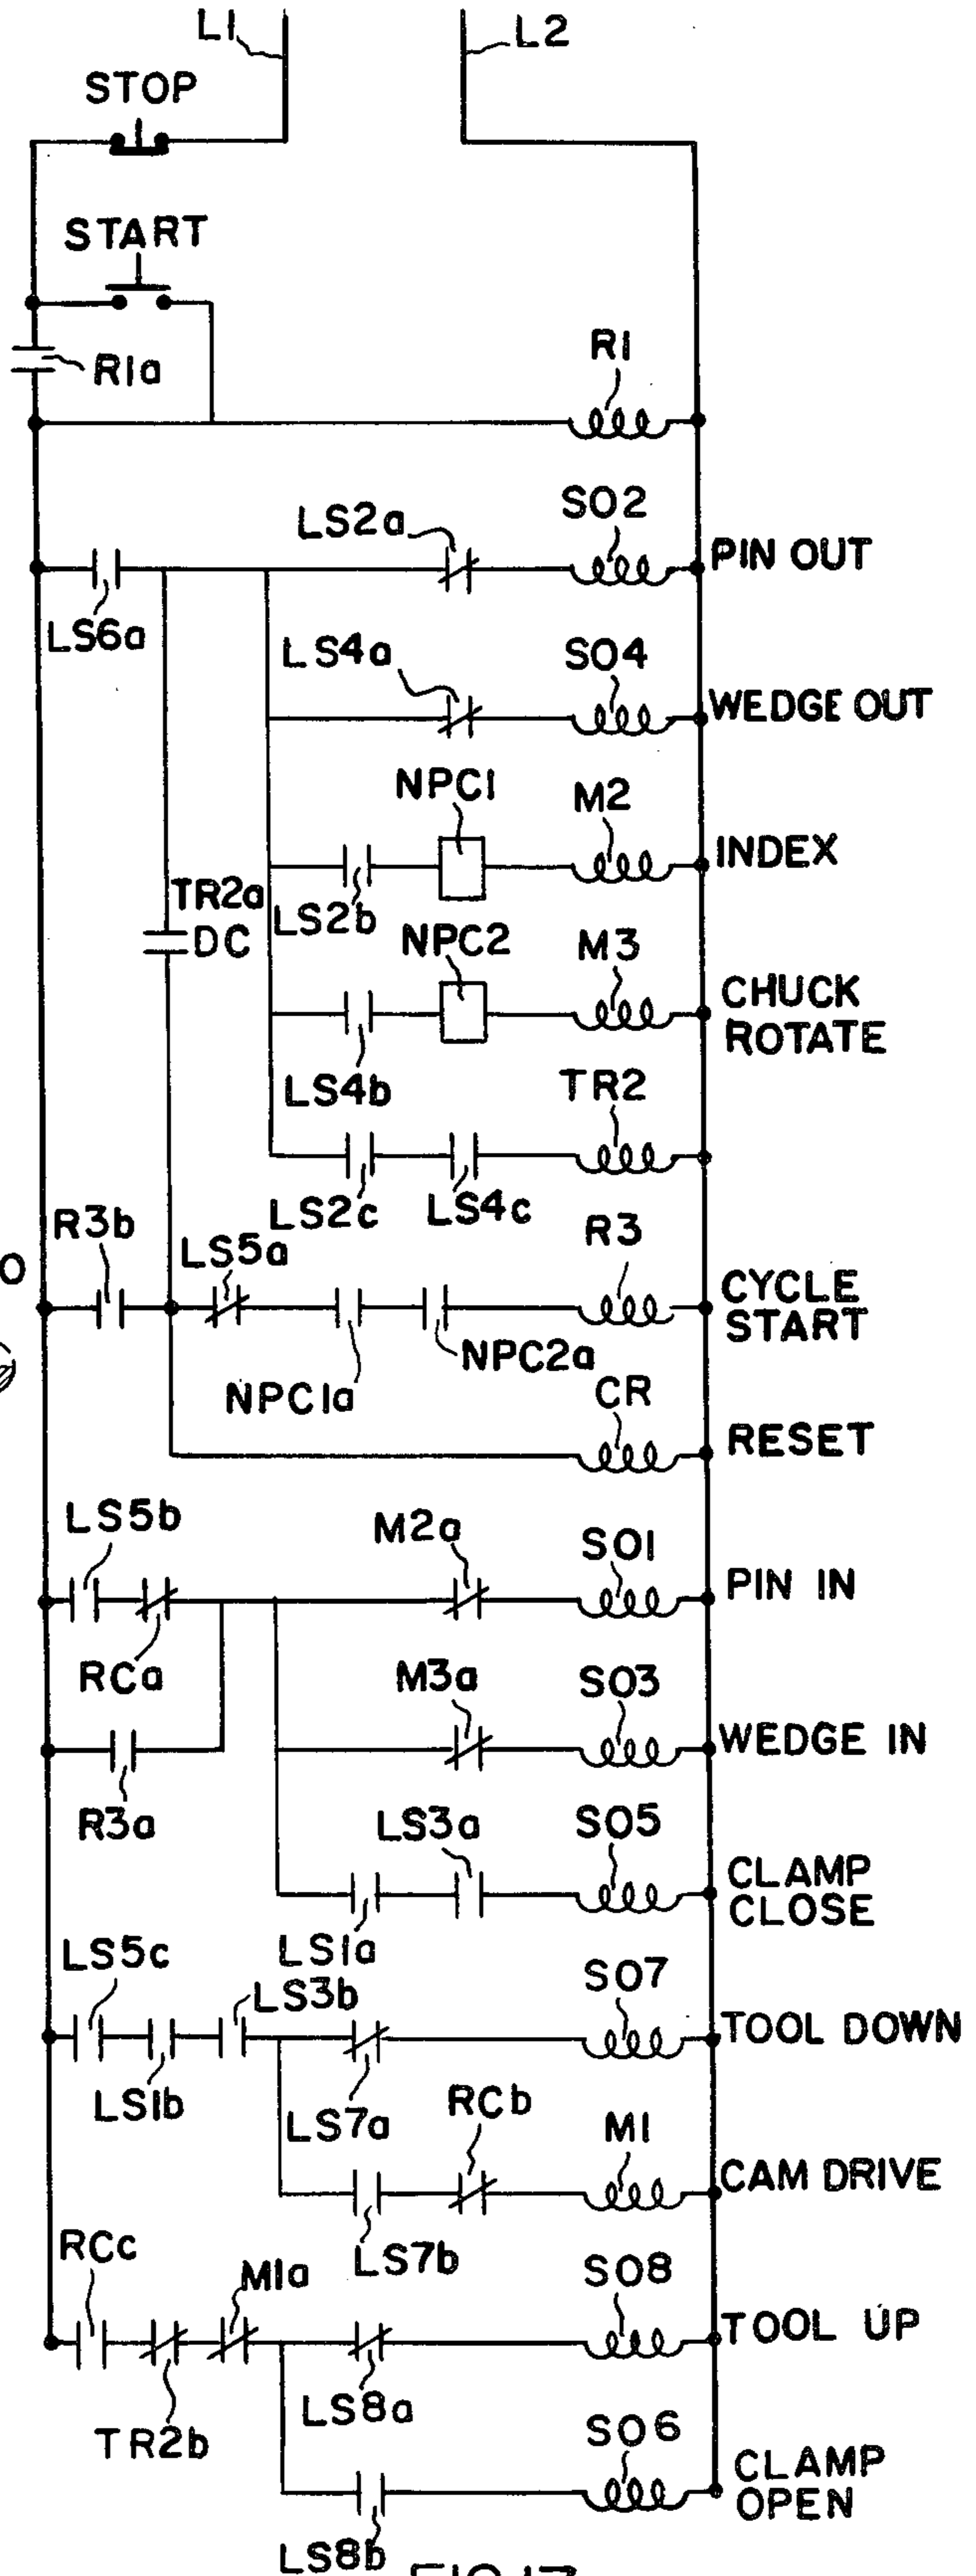 L1
L2
STOP
START
R1a
R1
LS2a
SO2
PIN OUT
LS6a
LS4a
SO4
WEDGE OUT
NPC1
M2
INDEX
TR2a
DC
LS2b
NPC2
M3
CHUCK
ROTATE
LS4b
TR2
LS2c
LS4c
R3b
LS5a
R3
CYCLE
START
NPC1a
NPC2a
CR
RESET
LS5b
M2a
SO1
PIN IN
RCa
M3a
SO3
WEDGE IN
R3a
LS3a
SO5
CLAMP
CLOSE
LS1a
LS5c
LS3b
SO7
TOOL DOWN
LS1b
LS7a
RCb
M1
CAM DRIVE
LS7b
RCc
M1a
SO8
TOOL UP
TR2b
LS8a
SO6
CLAMP
OPEN
LS8b